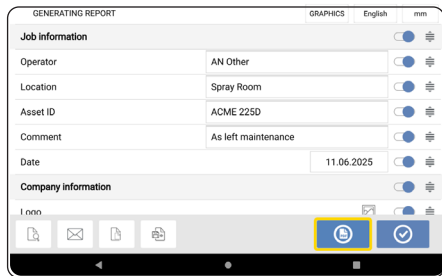 GENERATING REPORT GRAPHICS English mm
Job information
Operator AN Other
Location Spray Room
Asset ID ACME 225D
Comment As left maintenance
Date 11.06.2025
Company information
Logo